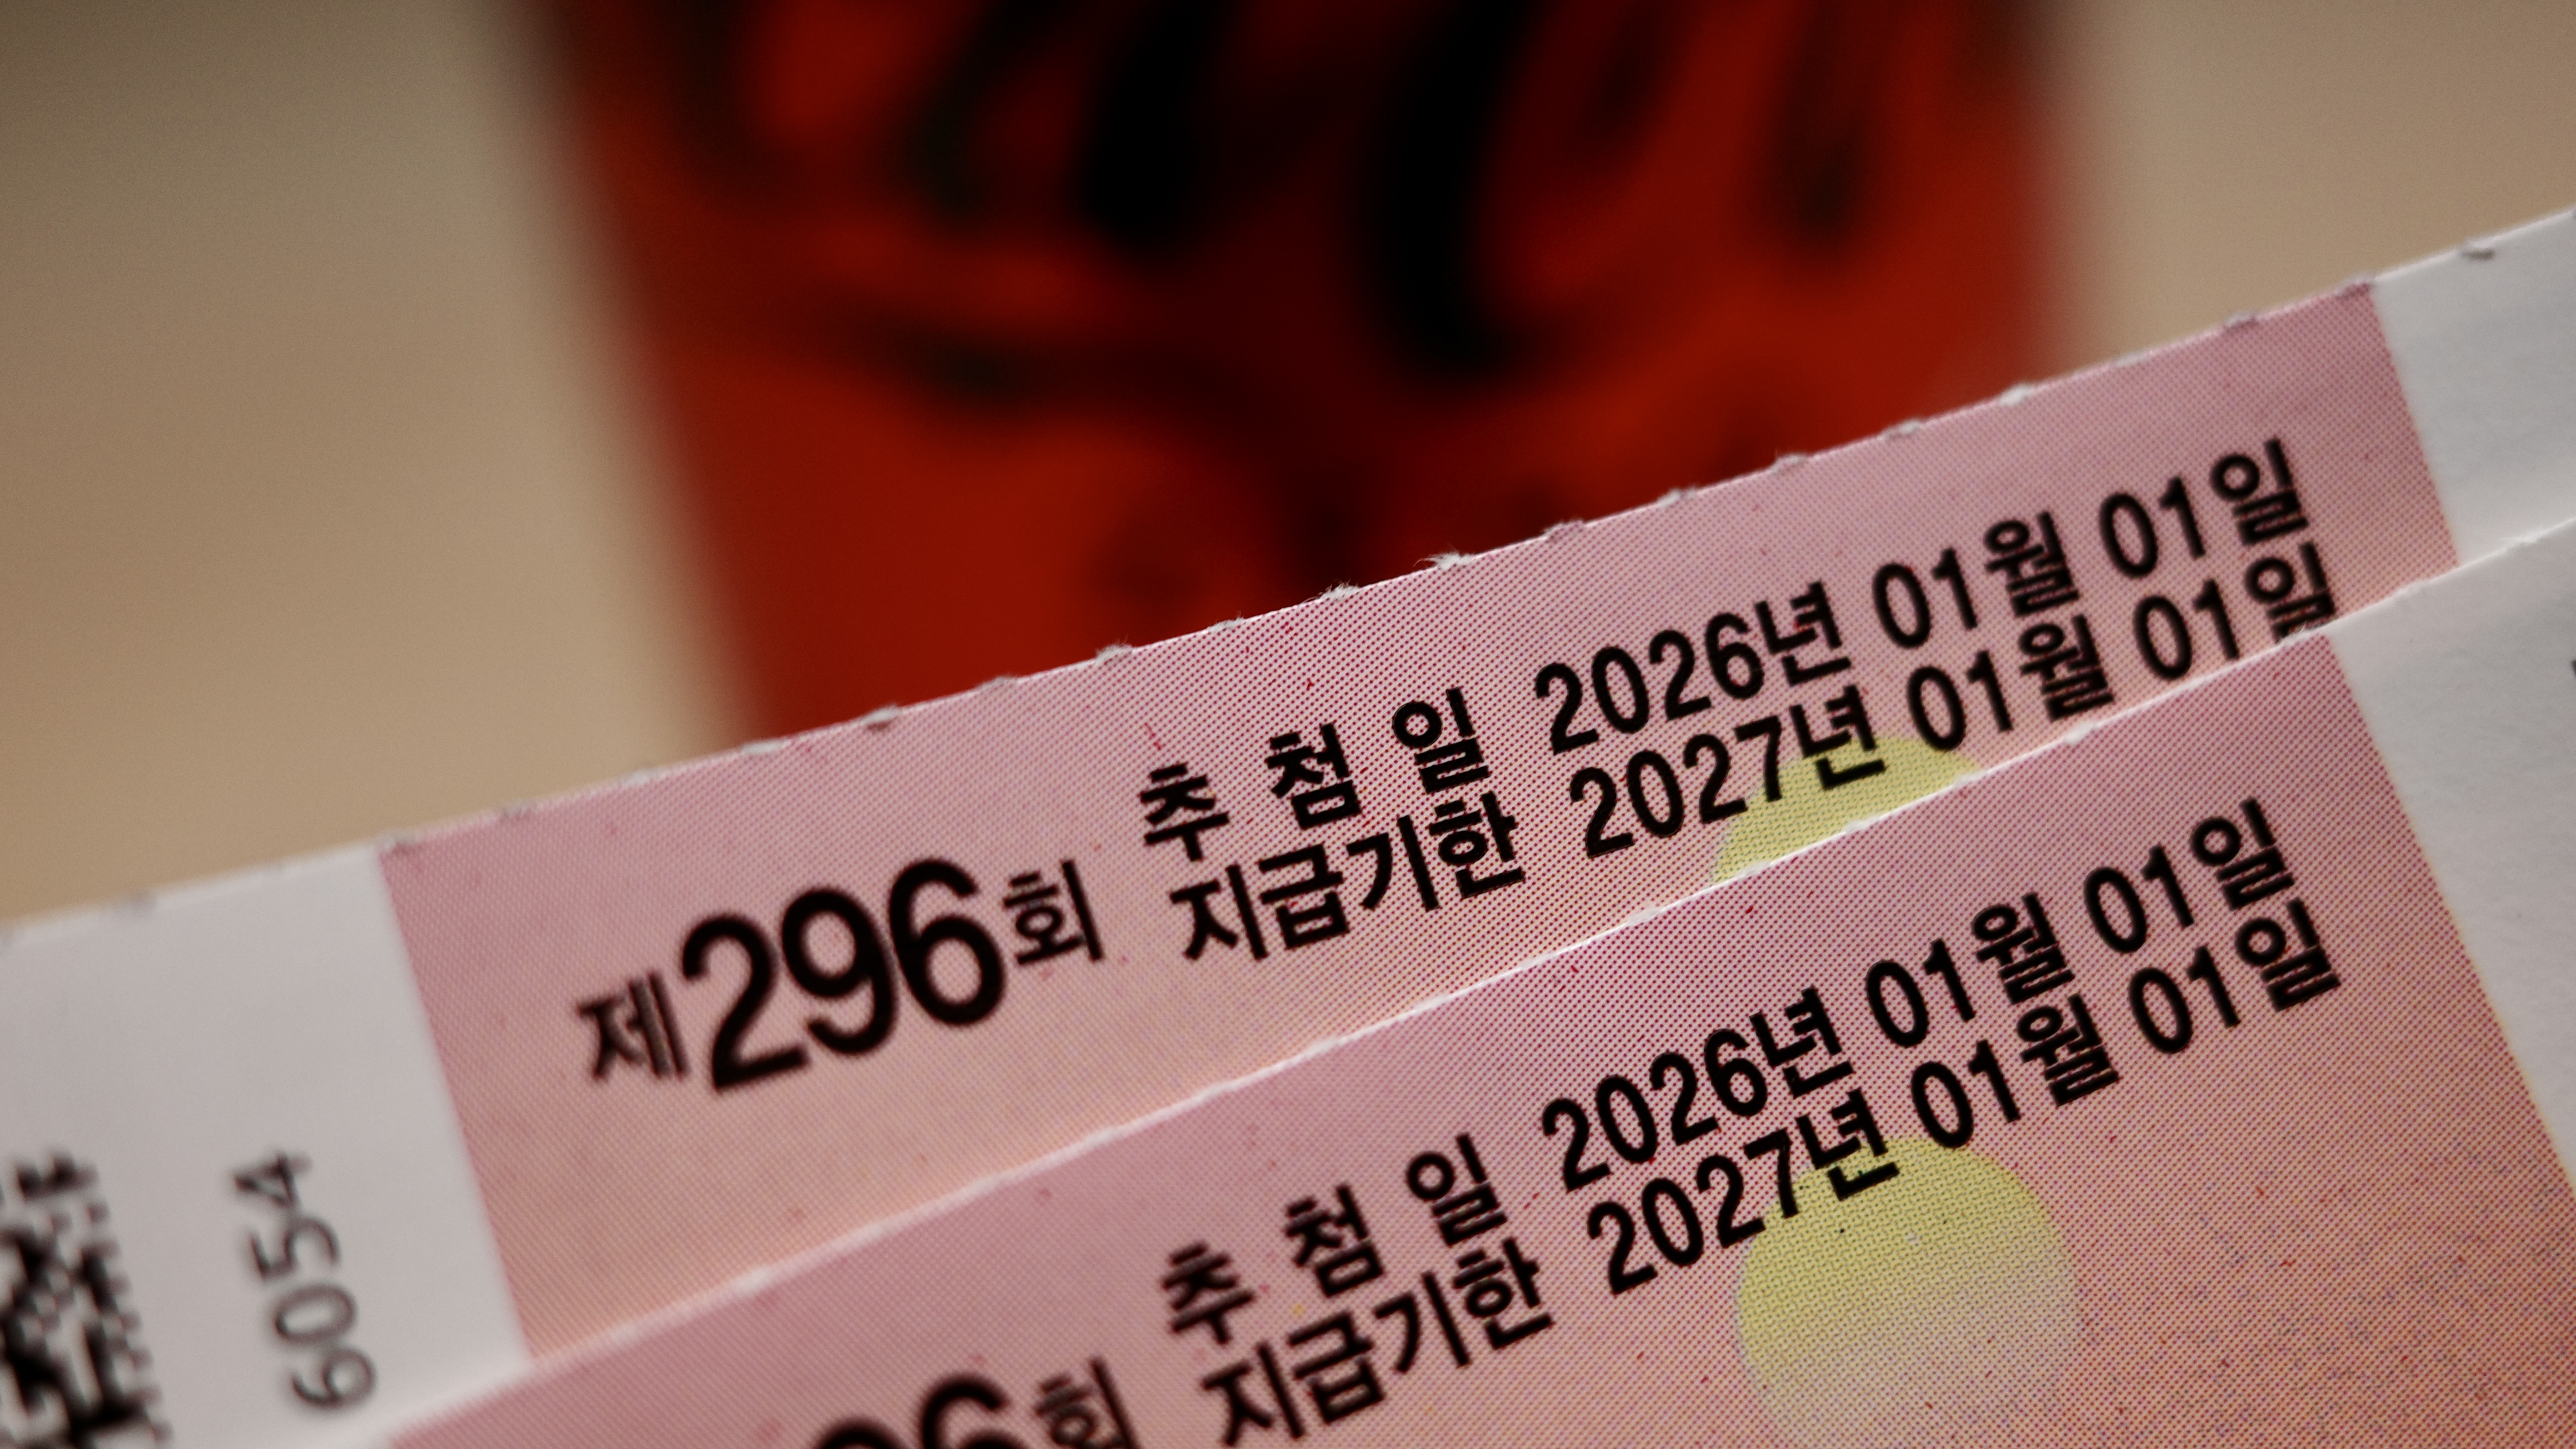 제296회
추 첨 일 2026년 01월 01일
지급기한 2027년 01월 01일
6054
96회
추 첨 일 2026년 01월 01일
지급기한 2027년 01월 01일